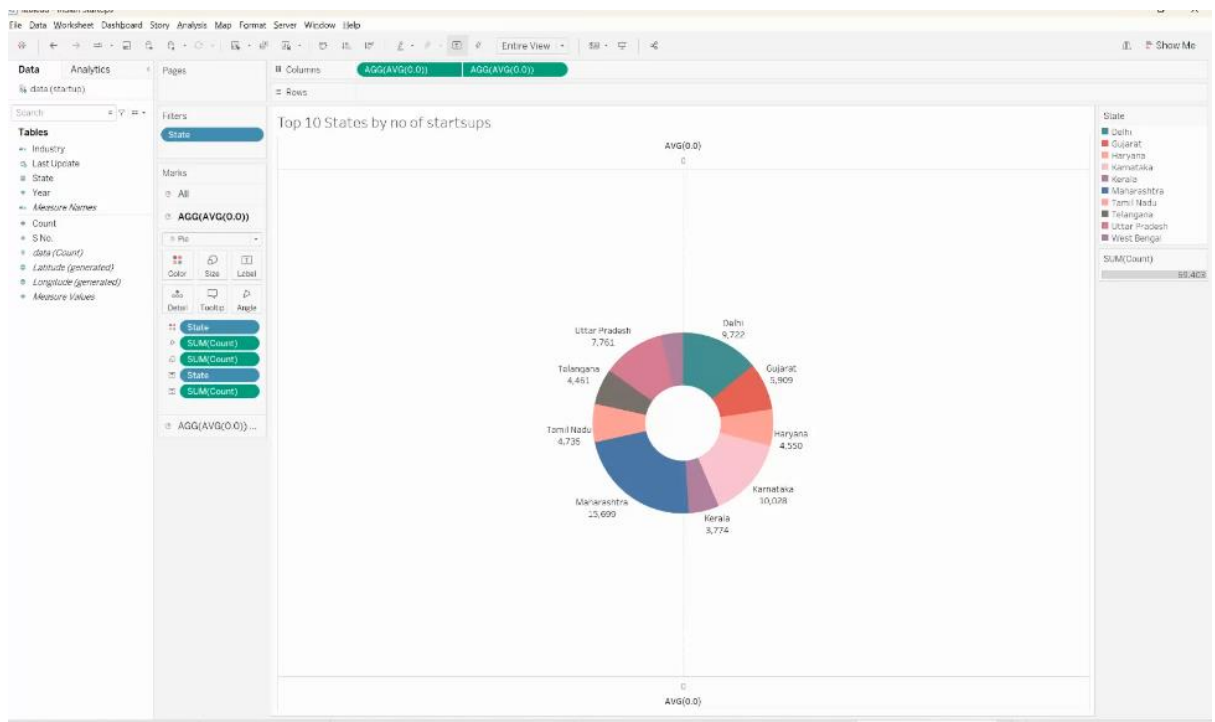 File Data Worksheet Dashboard Story Analysis Map Format Server Window Help
Entire View
Show Me
Data Analytics
data (startup)
Search
Tables
Industry
Last Update
State
Year
Measure Names
Count
S No.
data (Count)
Latitude (generated)
Longitude (generated)
Measure Values
Pages
Filters
State
Marks
All
AGG(AVG(0.0))
Pie
Color Size Label
Detail Tooltip Angle
State
SUM(Count)
SUM(Count)
State
SUM(Count)
AGG(AVG(0.0)) ...
Columns AGG(AVG(0.0)) AGG(AVG(0.0))
Rows
Top 10 States by no of startsups
AVG(0.0)
0
Delhi
9,722
Gujarat
5,909
Haryana
4,550
Karnataka
10,028
Kerala
3,774
Maharashtra
15,699
Tamil Nadu
4,735
Telangana
4,461
Uttar Pradesh
7,761
0
AVG(0.0)
State
Delhi
Gujarat
Haryana
Karnataka
Kerala
Maharashtra
Tamil Nadu
Telangana
Uttar Pradesh
West Bengal
SUM(Count)
69,403